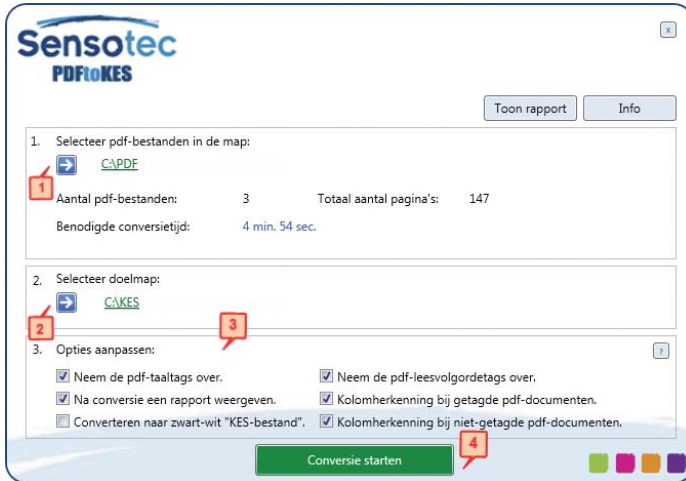 Sensotec
PDFtoKES
x
Toon rapport
Info
1. Selecteer pdf-bestanden in de map:
C:\PDF
1
Aantal pdf-bestanden: 3 Totaal aantal pagina's: 147
Benodigde conversietijd: 4 min. 54 sec.
2. Selecteer doelmap:
C:\KES
2
3
3. Opties aanpassen:
?
Neem de pdf-taaltags over. Neem de pdf-leesvolgordetags over.
Na conversie een rapport weergeven. Kolomherkenning bij getagde pdf-documenten.
Converteren naar zwart-wit "KES-bestand". Kolomherkenning bij niet-getagde pdf-documenten.
4
Conversie starten